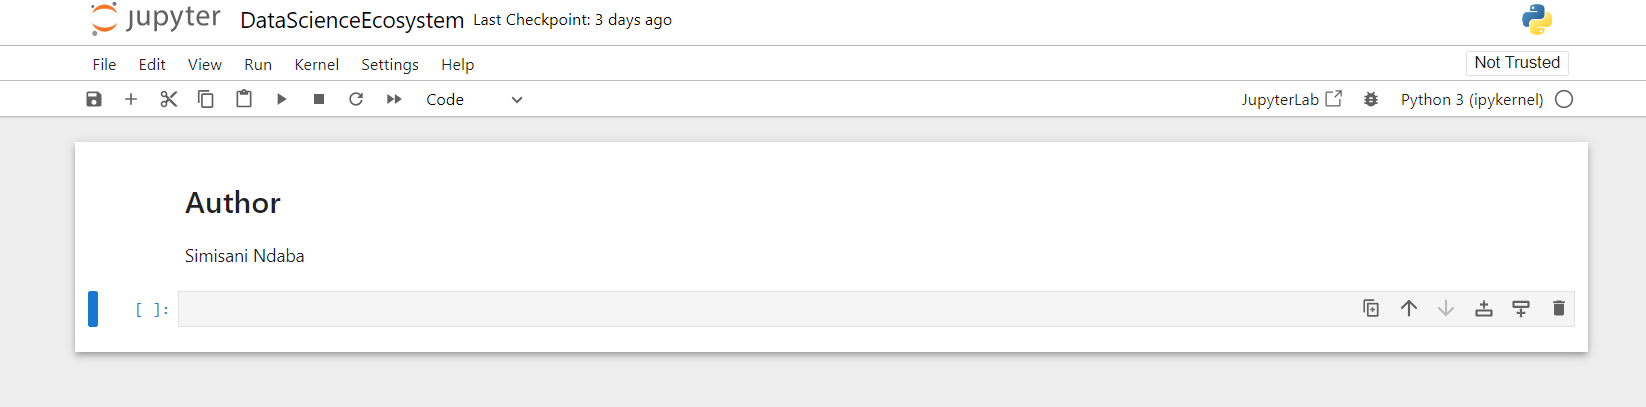 jupyter DataScienceEcosystem Last Checkpoint: 3 days ago
File Edit View Run Kernel Settings Help Not Trusted
Code JupyterLab Python 3 (ipykernel)
Author
Simisani Ndaba
[ ]: